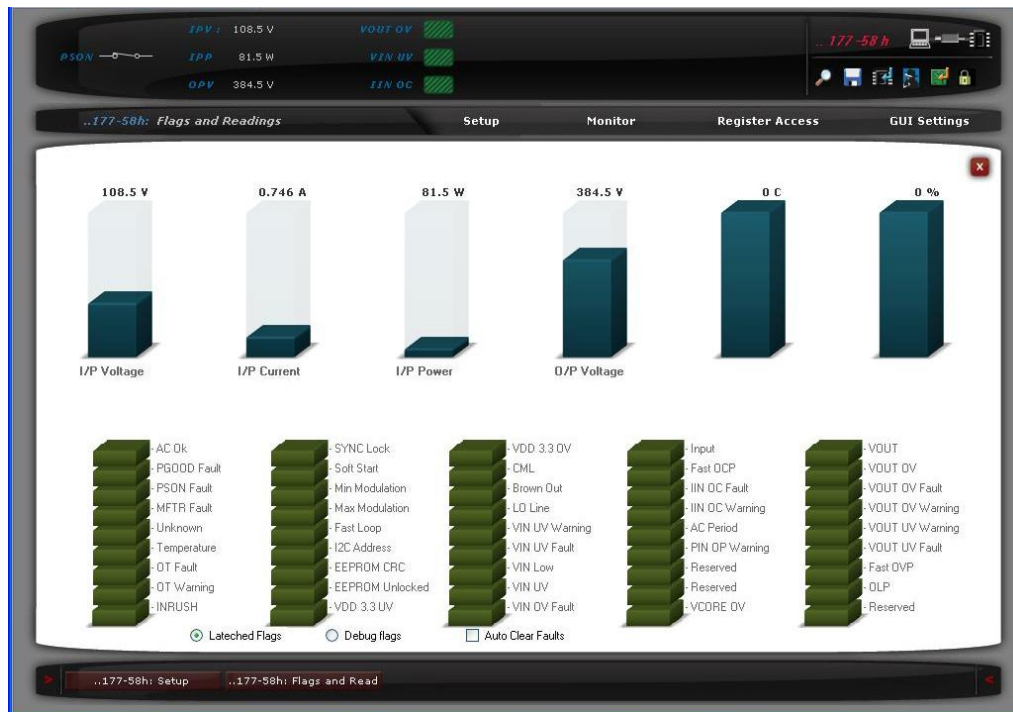 IPV : 108.5 V VOUT OV
.. 177-58 h
PSON IPP 81.5 W VIN UV
OPV 384.5 V IIN OC
..177-58h: Flags and Readings Setup Monitor Register Access GUI Settings
x
108.5 V 0.746 A 81.5 W 384.5 V 0 C 0 %
I/P Voltage I/P Current I/P Power O/P Voltage
- AC Ok - SYNC Lock - VDD 3.3 OV - Input - VOUT
- PGOOD Fault - Soft Start - CML - Fast OCP - VOUT OV
- PSON Fault - Min Modulation - Brown Out - IIN OC Fault - VOUT OV Fault
- MFTR Fault - Max Modulation - LO Line - IIN OC Warning - VOUT OV Warning
- Unknown - Fast Loop - VIN UV Warning - AC Period - VOUT UV Warning
- Temperature - I2C Address - VIN UV Fault - PIN OP Warning - VOUT UV Fault
- OT Fault - EEPROM CRC - VIN Low - Reserved - Fast OVP
- OT Warning - EEPROM Unlocked - VIN UV - Reserved - OLP
- INRUSH - VDD 3.3 UV - VIN OV Fault - VCORE OV - Reserved
Lateched Flags Debug flags Auto Clear Faults
> ..177-58h: Setup ..177-58h: Flags and Read <